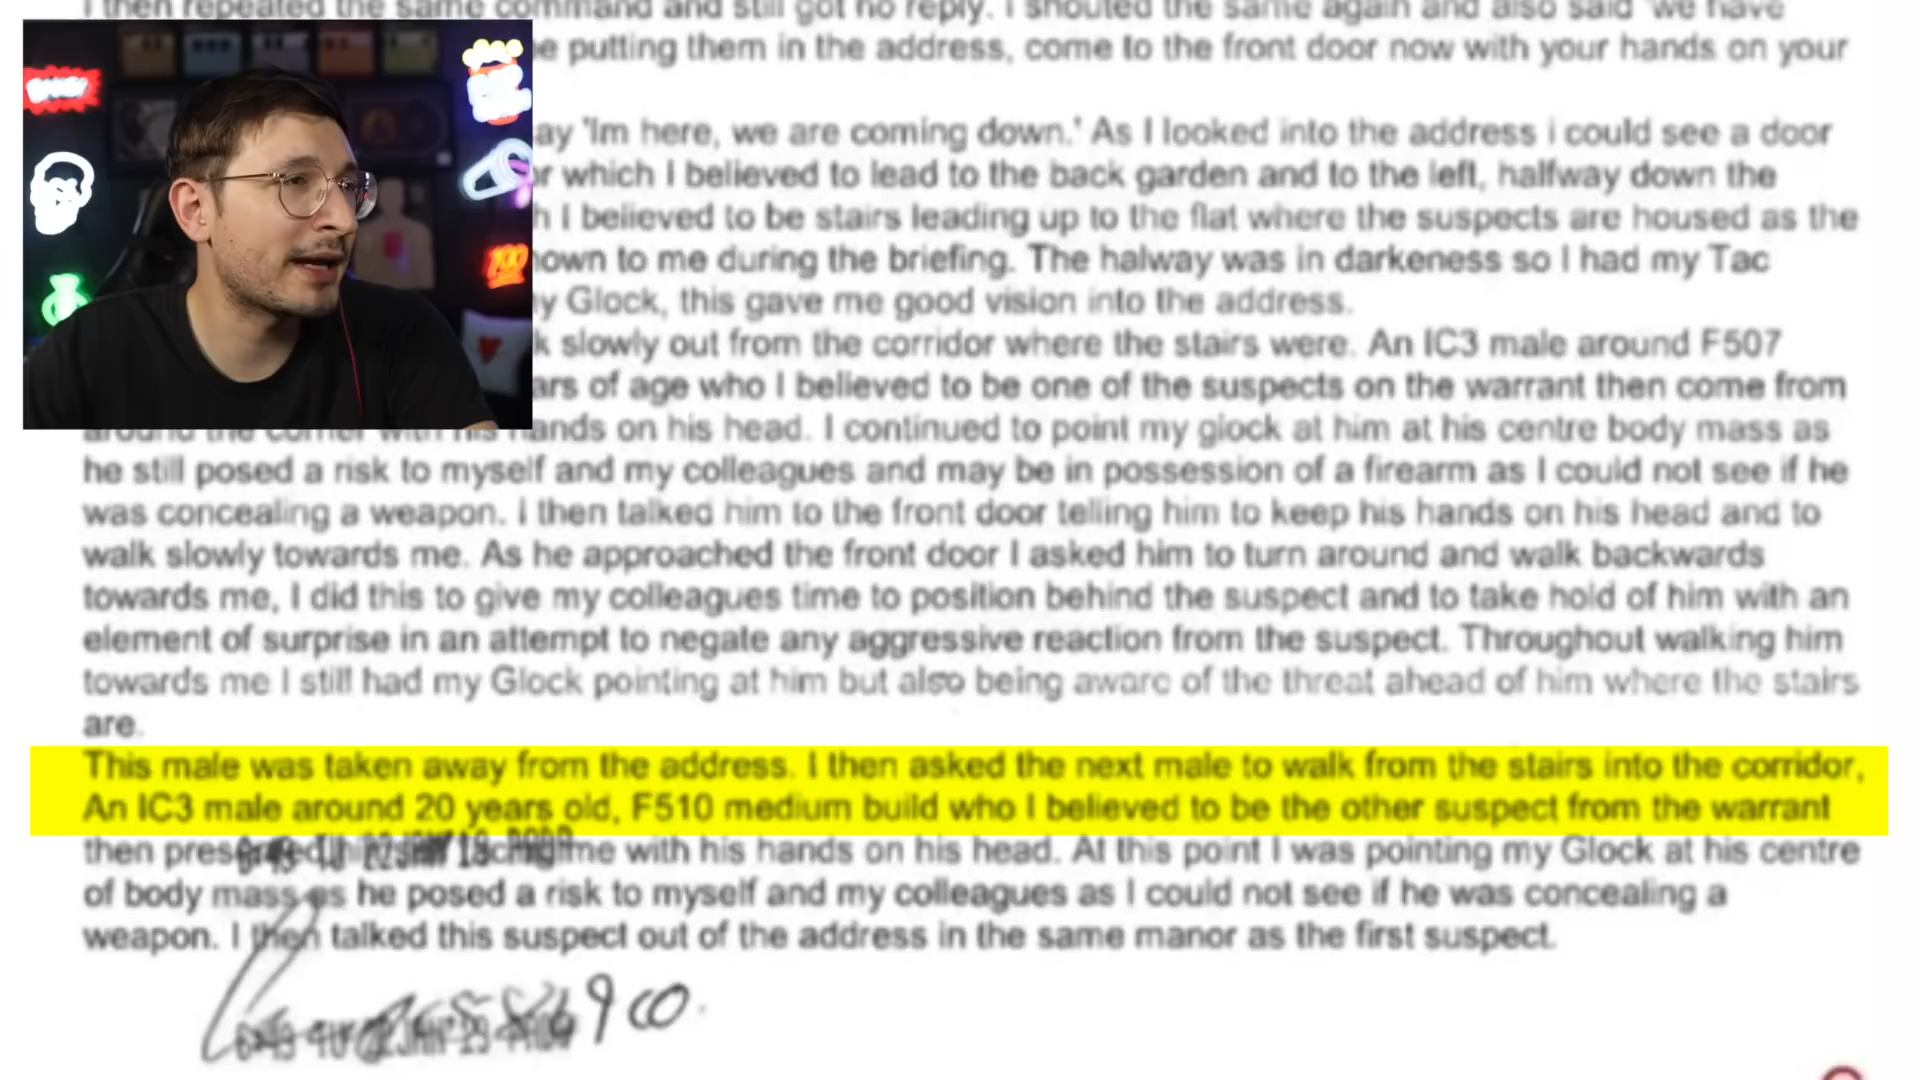 I then repeated the same command and still got no reply. I shouted the same again and also said 'we have
e putting them in the address, come to the front door now with your hands on your
ay 'Im here, we are coming down.' As I looked into the address i could see a door
r which I believed to lead to the back garden and to the left, halfway down the
h I believed to be stairs leading up to the flat where the suspects are housed as the
own to me during the briefing. The halway was in darkeness so I had my Tac
y Glock, this gave me good vision into the address.
k slowly out from the corridor where the stairs were. An IC3 male around F507
ars of age who I believed to be one of the suspects on the warrant then come from
around the corner with his hands on his head. I continued to point my glock at him at his centre body mass as
he still posed a risk to myself and my colleagues and may be in possession of a firearm as I could not see if he
was concealing a weapon. I then talked him to the front door telling him to keep his hands on his head and to
walk slowly towards me. As he approached the front door I asked him to turn around and walk backwards
towards me, I did this to give my colleagues time to position behind the suspect and to take hold of him with an
element of surprise in an attempt to negate any aggressive reaction from the suspect. Throughout walking him
towards me I still had my Glock pointing at him but also being aware of the threat ahead of him where the stairs
are.
This male was taken away from the address. I then asked the next male to walk from the stairs into the corridor,
An IC3 male around 20 years old, F510 medium build who I believed to be the other suspect from the warrant
then presented himself facing me with his hands on his head. At this point I was pointing my Glock at his centre
of body mass as he posed a risk to myself and my colleagues as I could not see if he was concealing a
weapon. I then talked this suspect out of the address in the same manor as the first suspect.